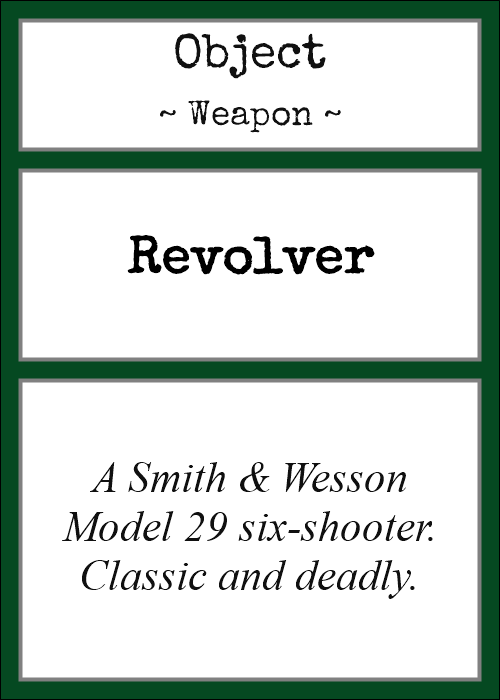 Object
~ Weapon ~
Revolver
A Smith & Wesson
Model 29 six-shooter.
Classic and deadly.